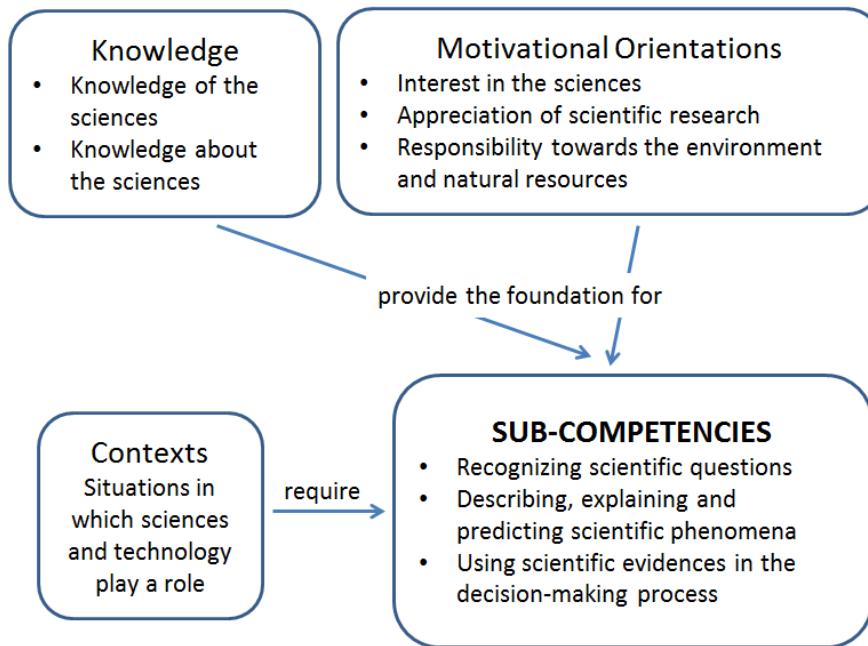 Knowledge
• Knowledge of the
sciences
• Knowledge about
the sciences
Motivational Orientations
• Interest in the sciences
• Appreciation of scientific research
• Responsibility towards the environment
and natural resources
provide the foundation for
Contexts
Situations in
which sciences
and technology
play a role
require
SUB-COMPETENCIES
• Recognizing scientific questions
• Describing, explaining and
predicting scientific phenomena
• Using scientific evidences in the
decision-making process